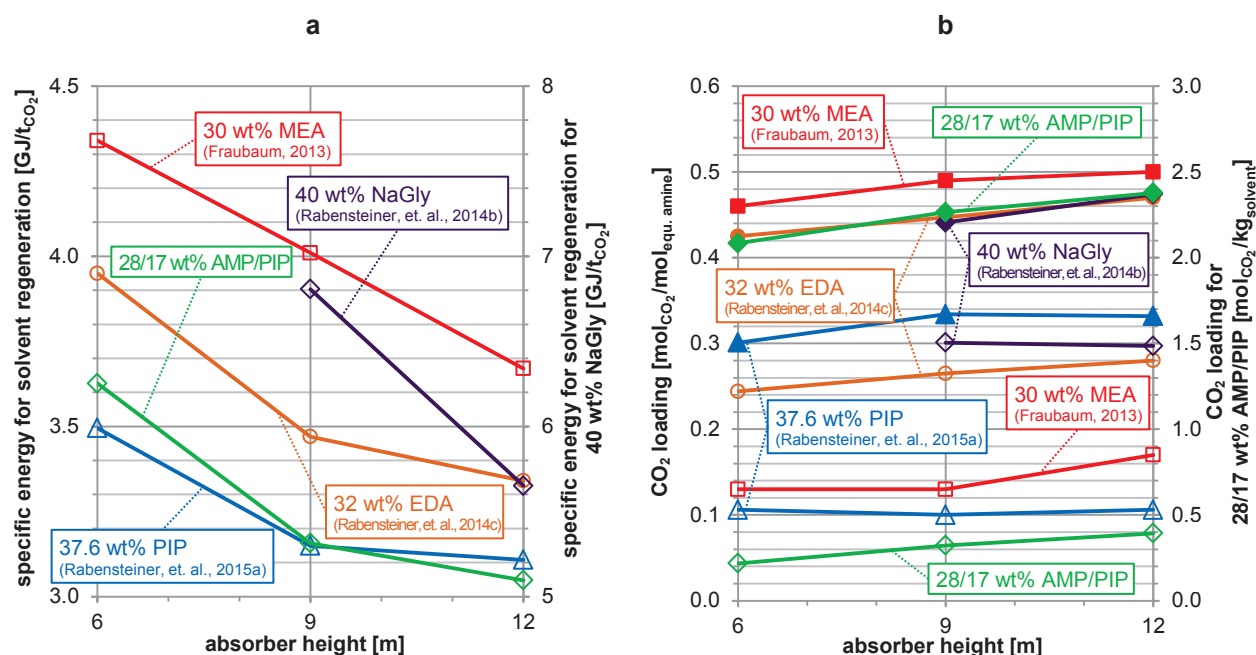 a
specific energy for solvent regeneration [GJ/tCO2]
4.5
4.0
3.5
3.0
30 wt% MEA
(Fraubaum, 2013)
40 wt% NaGly
(Rabensteiner, et. al., 2014b)
28/17 wt% AMP/PIP
32 wt% EDA
(Rabensteiner, et. al., 2014c)
37.6 wt% PIP
(Rabensteiner, et. al., 2015a)
8
7
6
5
specific energy for solvent regeneration for
40 wt% NaGly [GJ/tCO2]
6
9
12
absorber height [m]
b
CO2 loading [molCO2/molequ. amine]
0.6
0.5
0.4
0.3
0.2
0.1
0.0
30 wt% MEA
(Fraubaum, 2013)
28/17 wt% AMP/PIP
40 wt% NaGly
(Rabensteiner, et. al., 2014b)
32 wt% EDA
(Rabensteiner, et. al., 2014c)
37.6 wt% PIP
(Rabensteiner, et. al., 2015a)
30 wt% MEA
(Fraubaum, 2013)
28/17 wt% AMP/PIP
3.0
2.5
2.0
1.5
1.0
0.5
0.0
CO2 loading for
28/17 wt% AMP/PIP [molCO2/kgSolvent]
6
9
12
absorber height [m]